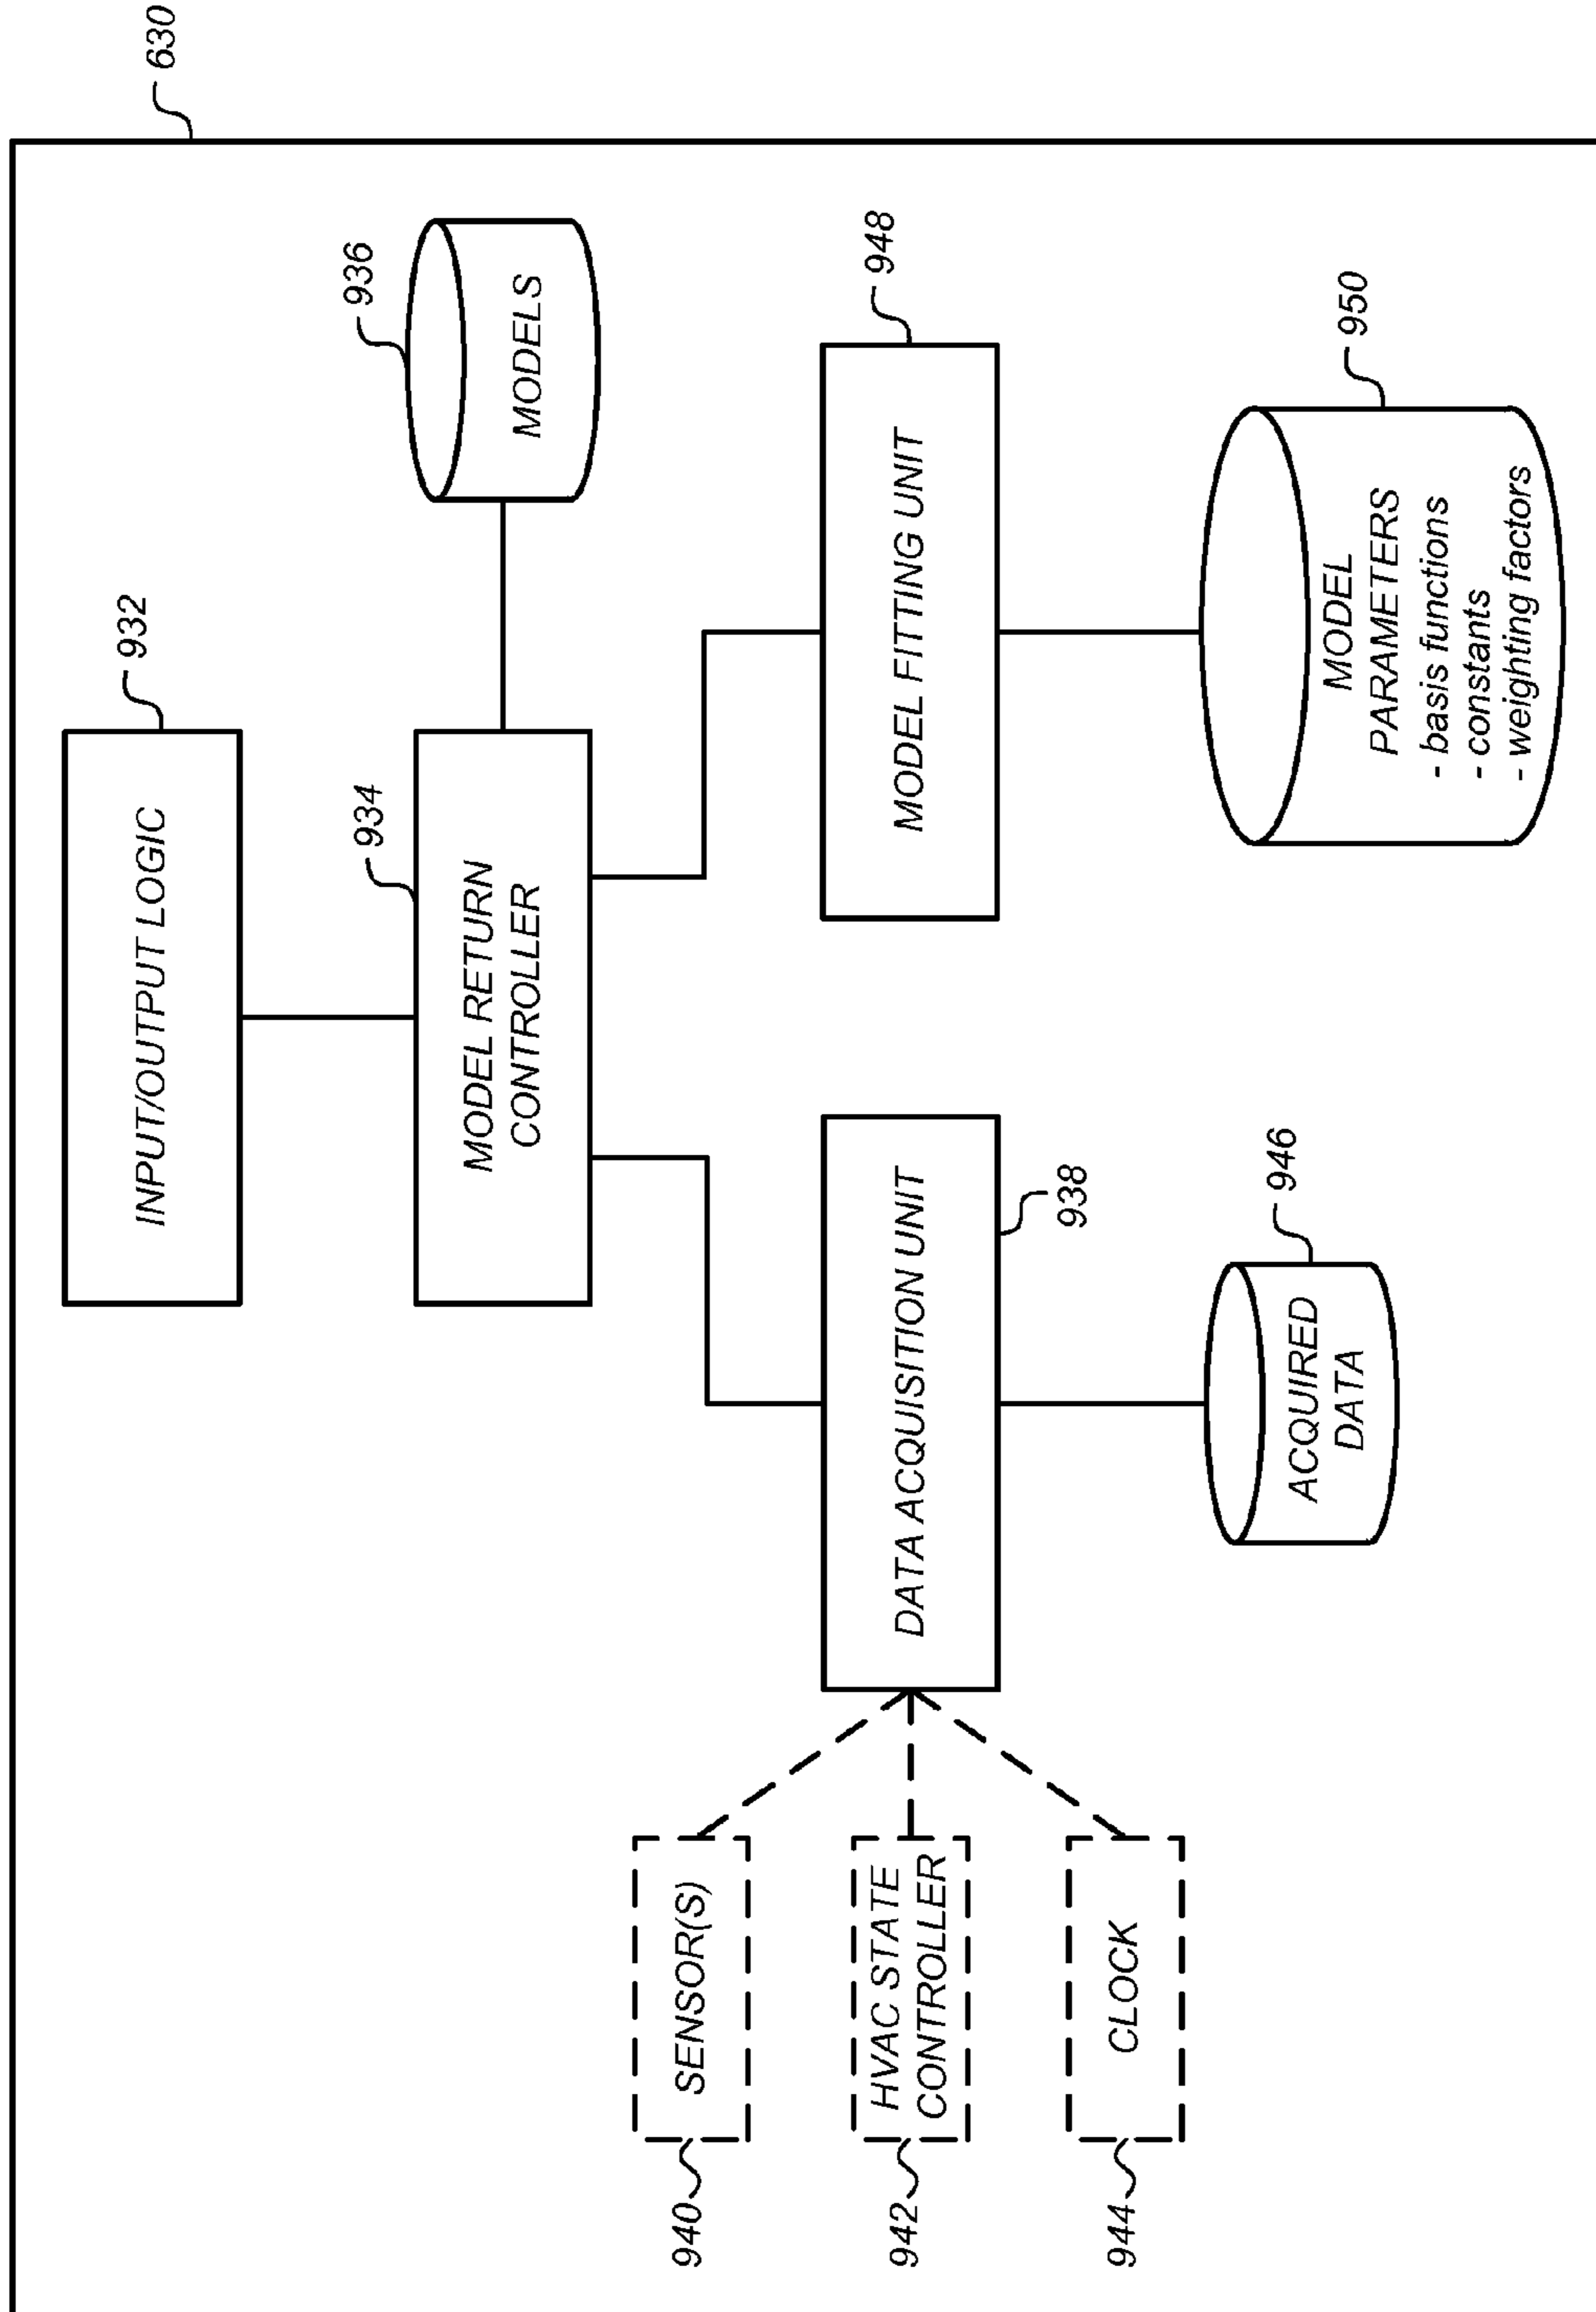 630
932
INPUT/OUTPUT LOGIC
934
MODEL RETURN
CONTROLLER
936
MODELS
940
SENSOR(S)
942
HVAC STATE
CONTROLLER
944
CLOCK
DATA ACQUISITION UNIT
938
948
MODEL FITTING UNIT
946
ACQUIRED
DATA
950
MODEL
PARAMETERS
- basis functions
- constants
- weighting factors